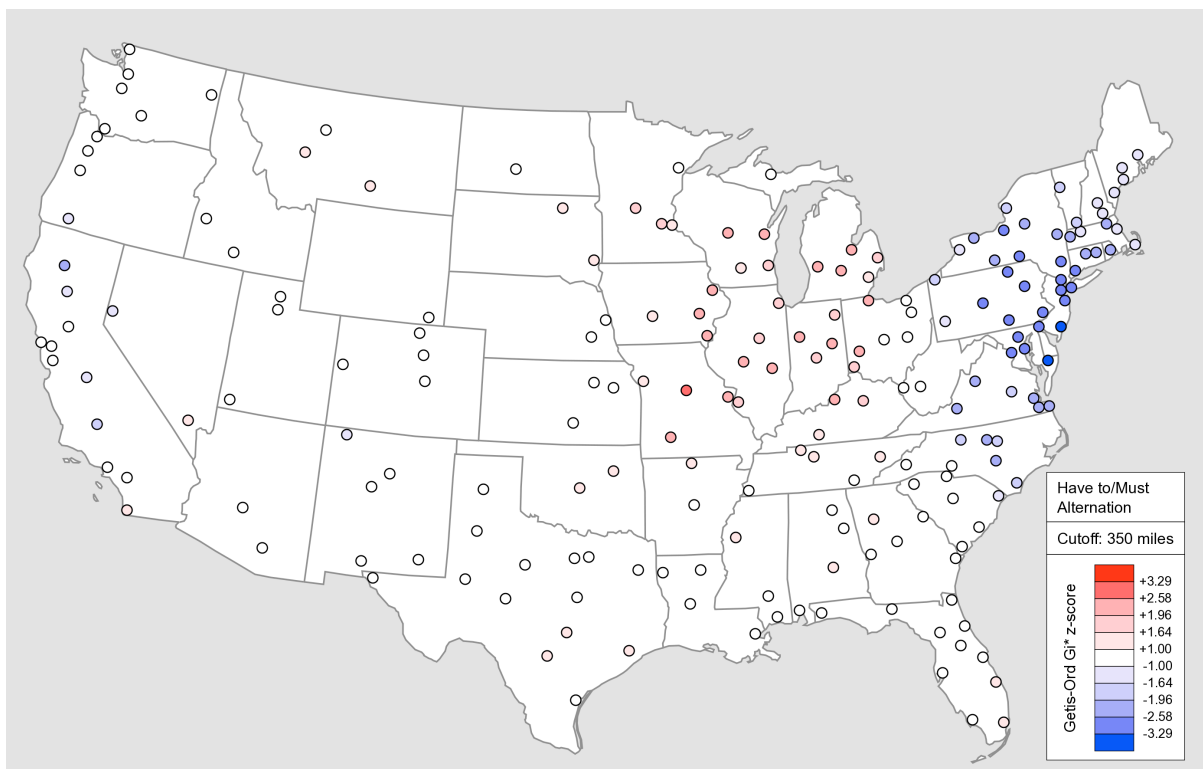 Have to/Must
Alternation
Cutoff: 350 miles
Getis-Ord Gi* z-score
+3.29
+2.58
+1.96
+1.64
+1.00
-1.00
-1.64
-1.96
-2.58
-3.29